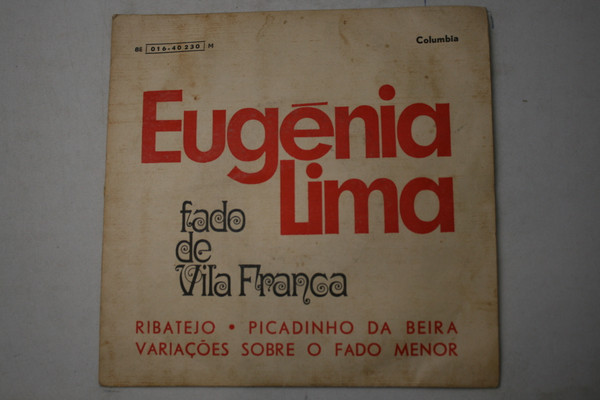 8E 016-40 330 M
Columbia
Eugénia
Lima
fado
de
Vila Franca
RIBATEJO • PICADINHO DA BEIRA
VARIAÇÕES SOBRE O FADO MENOR